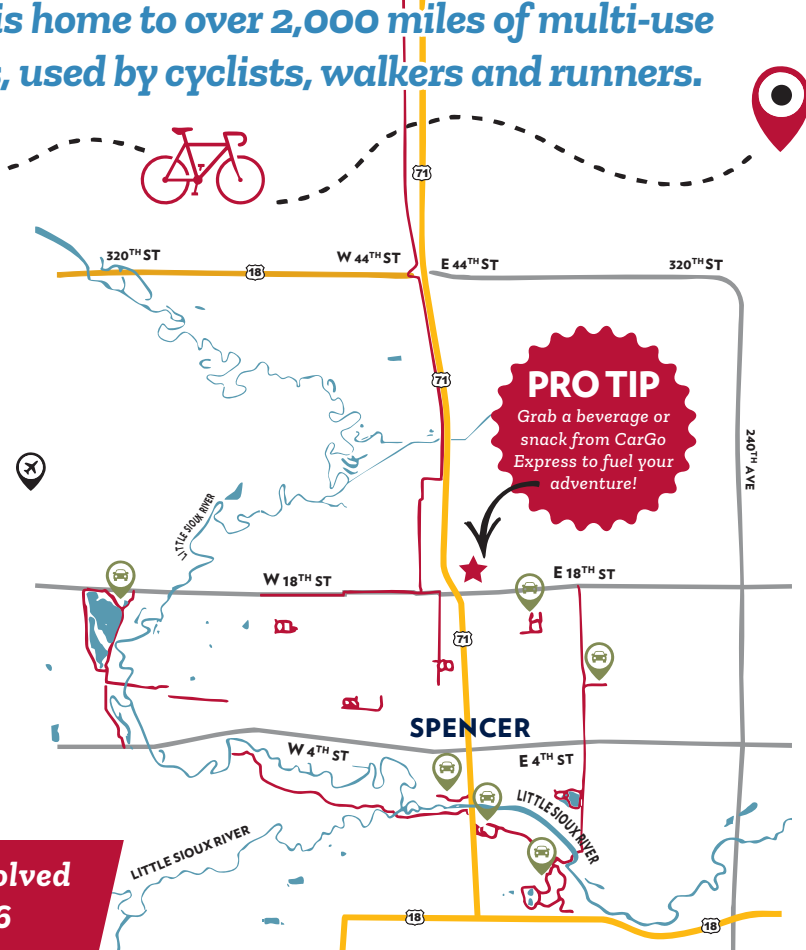 is home to over 2,000 miles of multi-use
, used by cyclists, walkers and runners.
71
320TH ST
18
W 44TH ST
E 44TH ST
320TH ST
71
PRO TIP
Grab a beverage or
snack from CarGo
Express to fuel your
adventure!
240TH AVE
LITTLE SIOUX RIVER
W 18TH ST
E 18TH ST
71
SPENCER
W 4TH ST
E 4TH ST
LITTLE SIOUX RIVER
LITTLE SIOUX RIVER
olved
6
18
18